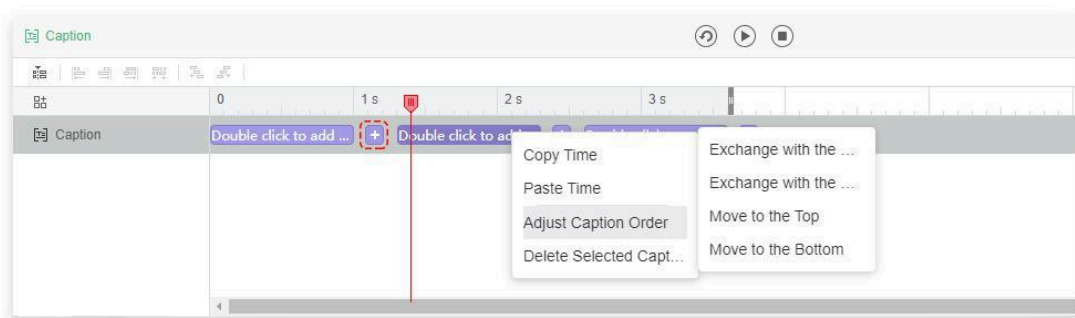 Caption
0 1 s 2 s 3 s
Caption
Double click to add ... + Double click to ad
Copy Time
Paste Time
Adjust Caption Order
Delete Selected Capt...
Exchange with the ...
Exchange with the ...
Move to the Top
Move to the Bottom